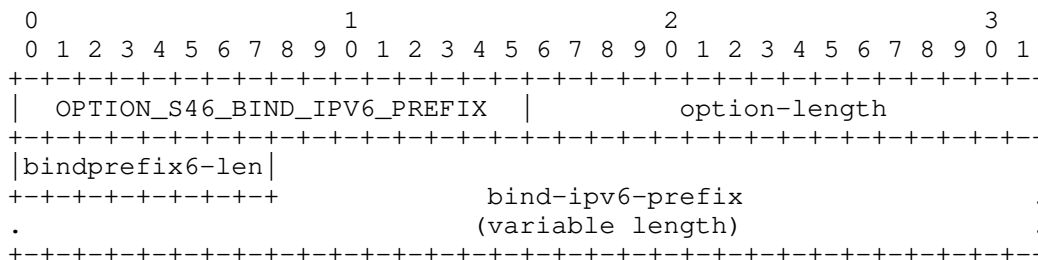 0                   1                   2                   3
 0 1 2 3 4 5 6 7 8 9 0 1 2 3 4 5 6 7 8 9 0 1 2 3 4 5 6 7 8 9 0 1
+-+-+-+-+-+-+-+-+-+-+-+-+-+-+-+-+-+-+-+-+-+-+-+-+-+-+-+-+-+-+-+--
|  OPTION_S46_BIND_IPV6_PREFIX  |         option-length
+-+-+-+-+-+-+-+-+-+-+-+-+-+-+-+-+-+-+-+-+-+-+-+-+-+-+-+-+-+-+-+--
|bindprefix6-len|
+-+-+-+-+-+-+-+-+             bind-ipv6-prefix                  .
.                             (variable length)                 .
+-+-+-+-+-+-+-+-+-+-+-+-+-+-+-+-+-+-+-+-+-+-+-+-+-+-+-+-+-+-+-+--